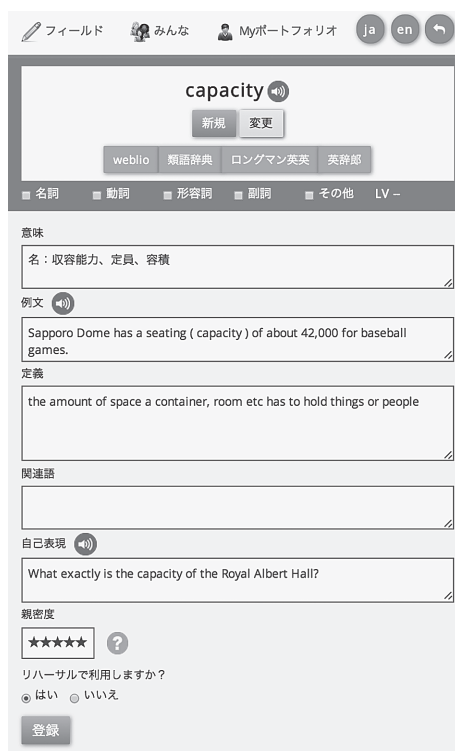 フィールド みんな Myポートフォリオ ja en
capacity
新規 変更
weblio 類語辞典 ロングマン英英 英辞郎
名詞 動詞 形容詞 副詞 その他 LV –
意味
名：収容能力、定員、容積
例文
Sapporo Dome has a seating ( capacity ) of about 42,000 for baseball
games.
定義
the amount of space a container, room etc has to hold things or people
関連語
自己表現
What exactly is the capacity of the Royal Albert Hall?
親密度
★★★★★ ?
リハーサルで利用しますか？
はい いいえ
登録